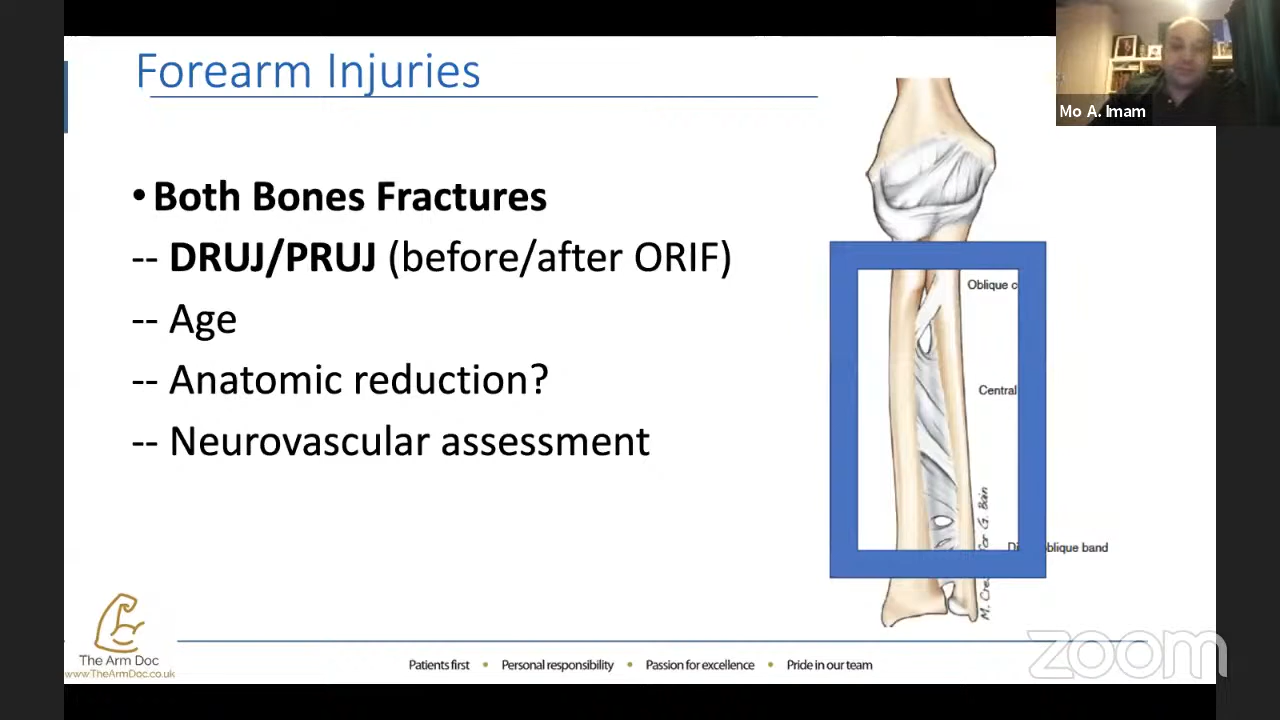 Forearm Injuries
Mo A. Imam
•Both Bones Fractures
-- DRUJ/PRUJ (before/after ORIF)
-- Age
-- Anatomic reduction?
-- Neurovascular assessment
Oblique c
Central
Di
blique band
The Arm Doc
www.TheArmDoc.co.uk
Patients first • Personal responsibility • Passion for excellence • Pride in our team
zoom